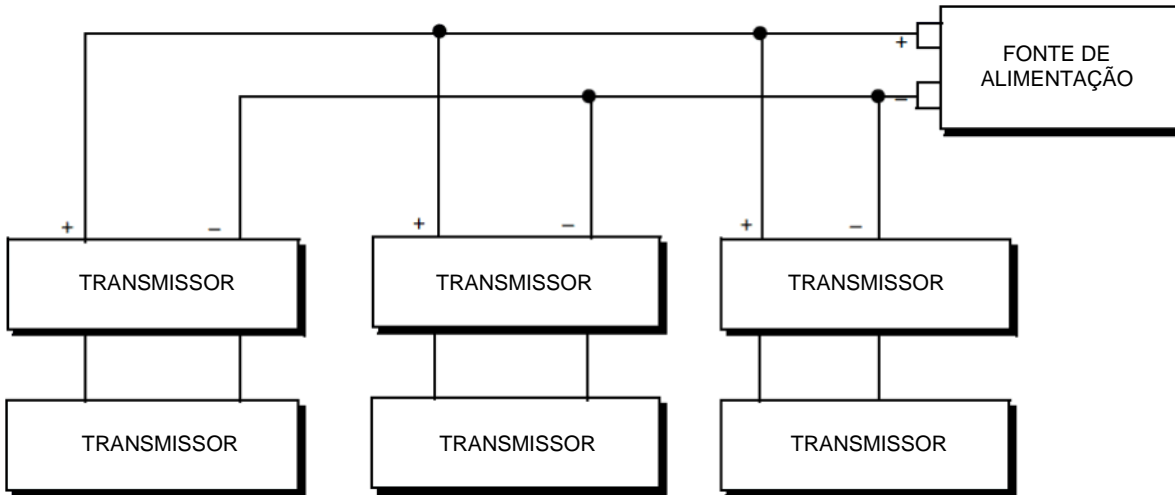 FONTE DE
ALIMENTAÇÃO
+
–
+ – + – + –
TRANSMISSOR TRANSMISSOR TRANSMISSOR
TRANSMISSOR TRANSMISSOR TRANSMISSOR